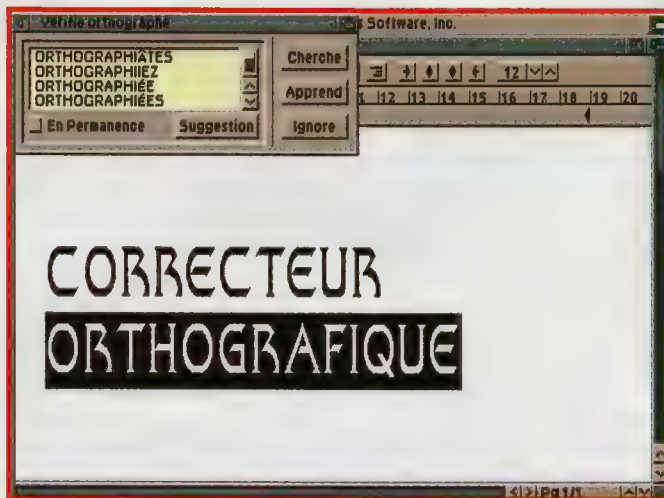 Vérifie orthographe
Software, Inc.
ORTHOGRAPHIÂTES
ORTHOGRAPHIIEZ
ORTHOGRAPHIÉE
ORTHOGRAPHIÉES
En Permanence
Suggestion
Cherche
Apprend
Ignore
12
12 13 14 15 16 17 18 19 20
CORRECTEUR
ORTHOGRAFIQUE
Pg 1/1